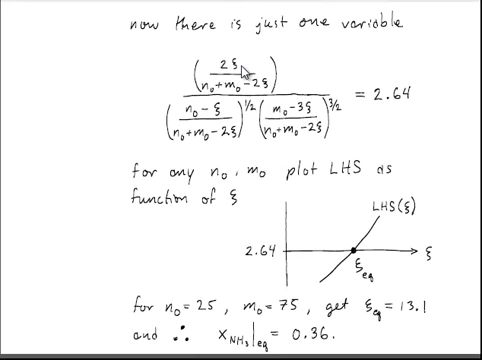 now there is just one variable
(2ξ / n₀+m₀-2ξ) / ((n₀-ξ / n₀+m₀-2ξ)^1/2 (m₀-3ξ / n₀+m₀-2ξ)^3/2) = 2.64
for any n₀, m₀ plot LHS as
function of ξ
LHS(ξ)
2.64
ξ
ξeq
for n₀ = 25, m₀ = 75, get ξeq = 13.1
and ∴ xNH₃|eq = 0.36.